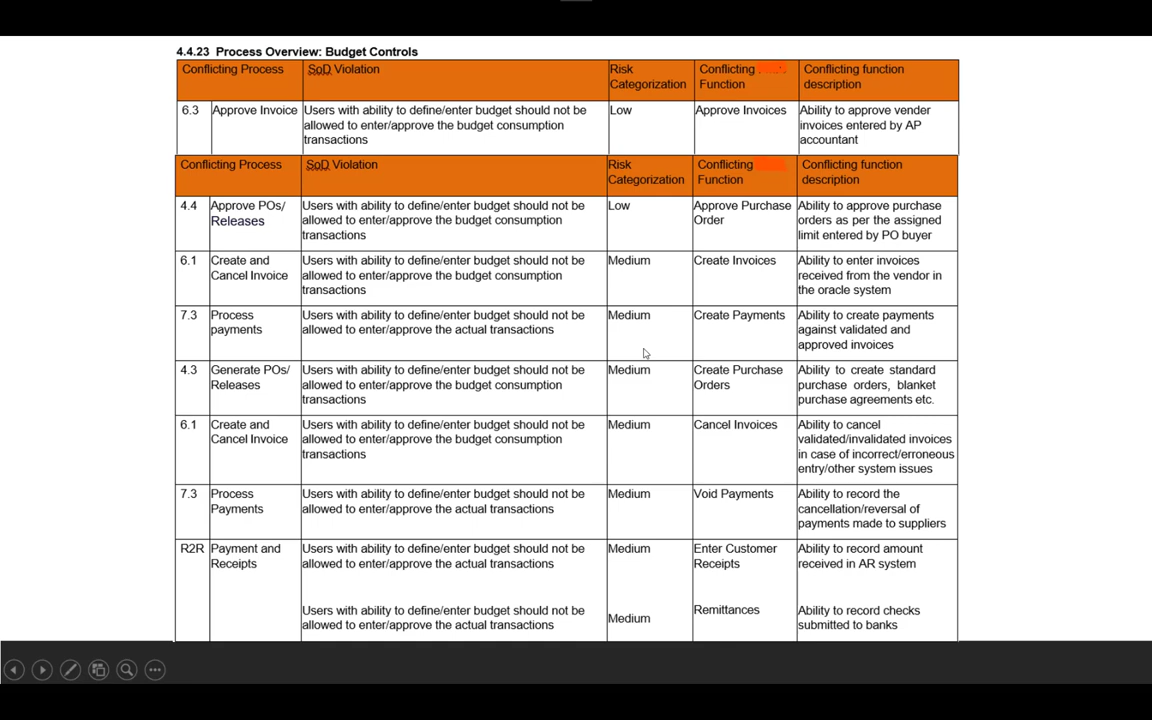 4.4.23 Process Overview: Budget Controls
Conflicting Process SoD Violation Risk Categorization Conflicting Function Conflicting function description
6.3 Approve Invoice Users with ability to define/enter budget should not be allowed to enter/approve the budget consumption transactions Low Approve Invoices Ability to approve vender invoices entered by AP accountant
Conflicting Process SoD Violation Risk Categorization Conflicting Function Conflicting function description
4.4 Approve POs/ Releases Users with ability to define/enter budget should not be allowed to enter/approve the budget consumption transactions Low Approve Purchase Order Ability to approve purchase orders as per the assigned limit entered by PO buyer
6.1 Create and Cancel Invoice Users with ability to define/enter budget should not be allowed to enter/approve the budget consumption transactions Medium Create Invoices Ability to enter invoices received from the vendor in the oracle system
7.3 Process payments Users with ability to define/enter budget should not be allowed to enter/approve the actual transactions Medium Create Payments Ability to create payments against validated and approved invoices
4.3 Generate POs/ Releases Users with ability to define/enter budget should not be allowed to enter/approve the budget consumption transactions Medium Create Purchase Orders Ability to create standard purchase orders, blanket purchase agreements etc.
6.1 Create and Cancel Invoice Users with ability to define/enter budget should not be allowed to enter/approve the budget consumption transactions Medium Cancel Invoices Ability to cancel validated/invalidated invoices in case of incorrect/erroneous entry/other system issues
7.3 Process Payments Users with ability to define/enter budget should not be allowed to enter/approve the actual transactions Medium Void Payments Ability to record the cancellation/reversal of payments made to suppliers
R2R Payment and Receipts Users with ability to define/enter budget should not be allowed to enter/approve the actual transactions Medium Enter Customer Receipts Ability to record amount received in AR system
Users with ability to define/enter budget should not be allowed to enter/approve the actual transactions Medium Remittances Ability to record checks submitted to banks